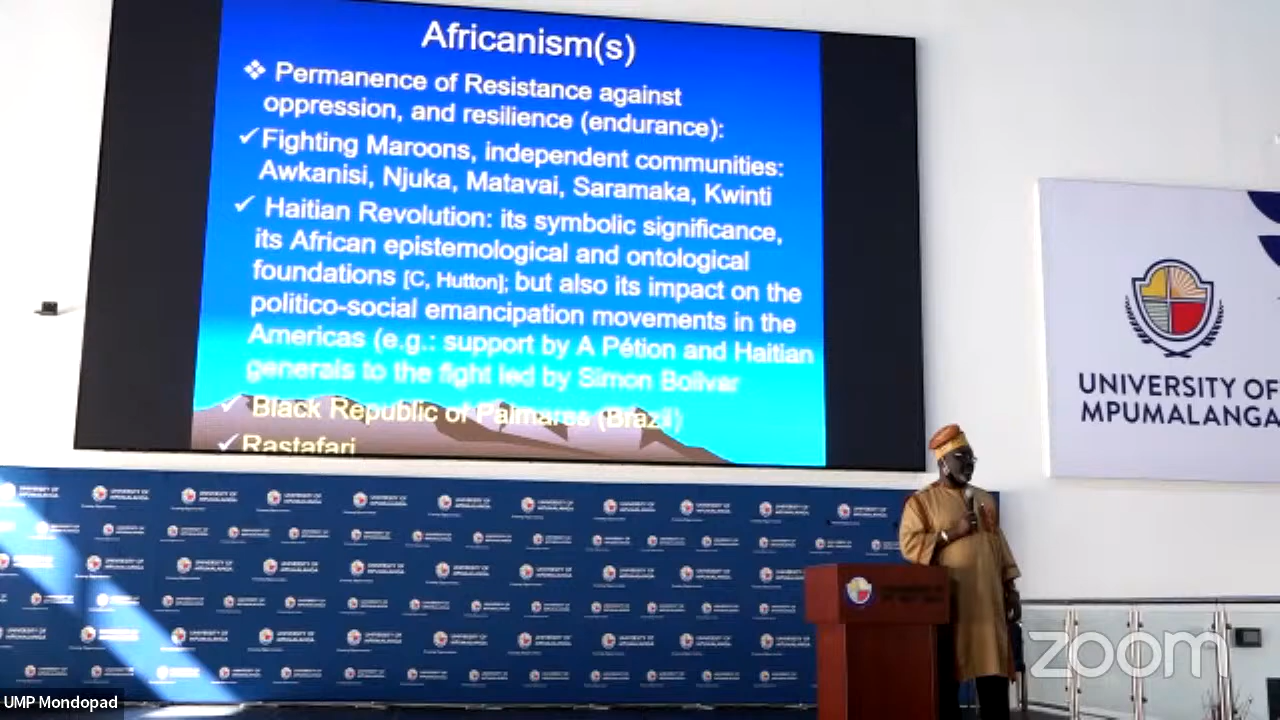 Africanism(s)
❖ Permanence of Resistance against
oppression, and resilience (endurance):
✓Fighting Maroons, independent communities:
Awkanisi, Njuka, Matavai, Saramaka, Kwinti
✓ Haitian Revolution: its symbolic significance,
its African epistemological and ontological
foundations [C, Hutton]; but also its impact on the
politico-social emancipation movements in the
Americas (e.g.: support by A Pétion and Haitian
generals to the fight led by Simon Bolivar
✓ Black Republic of Palmares (Brazil)
✓Rastafari
UNIVERSITY OF
MPUMALANGA
zoom
UMP Mondopad